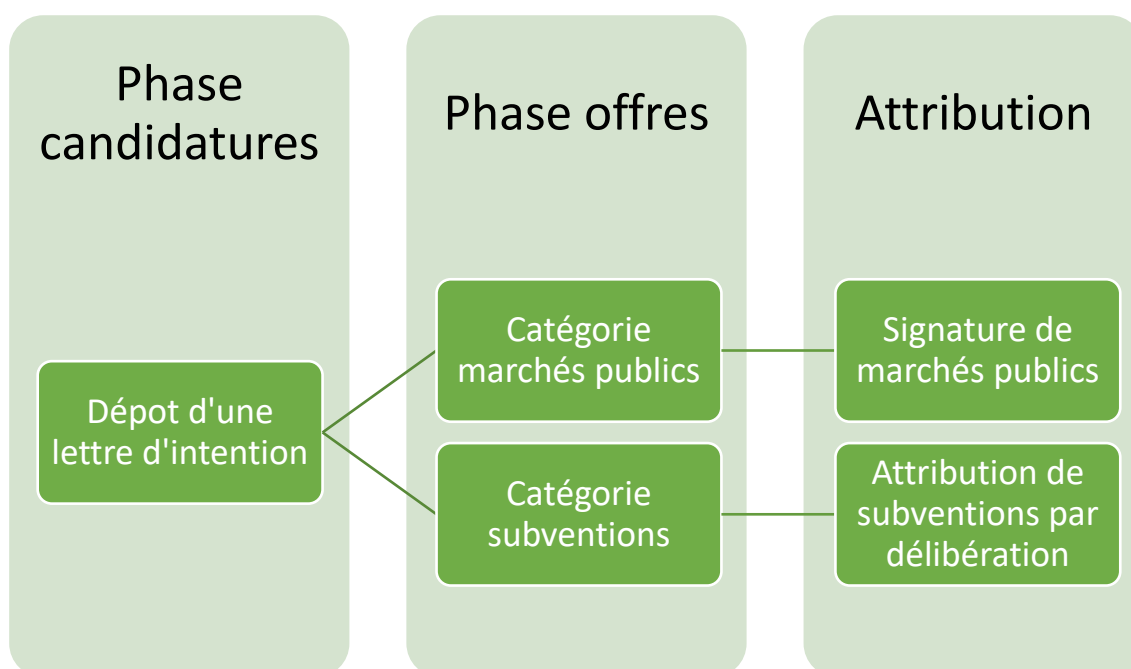 Phase
candidatures
Dépot d'une
lettre d'intention
Phase offres
Catégorie
marchés publics
Catégorie
subventions
Attribution
Signature de
marchés publics
Attribution de
subventions par
délibération